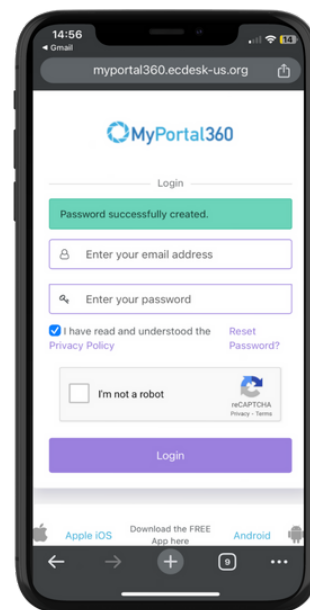 14:56
14
◀ Gmail
myportal360.ecdesk-us.org
MyPortal360
Login
Password successfully created.
Enter your email address
Enter your password
I have read and understood the
Privacy Policy
Reset
Password?
I'm not a robot
reCAPTCHA
Privacy - Terms
Login
Apple iOS
Download the FREE
App here
Android
9